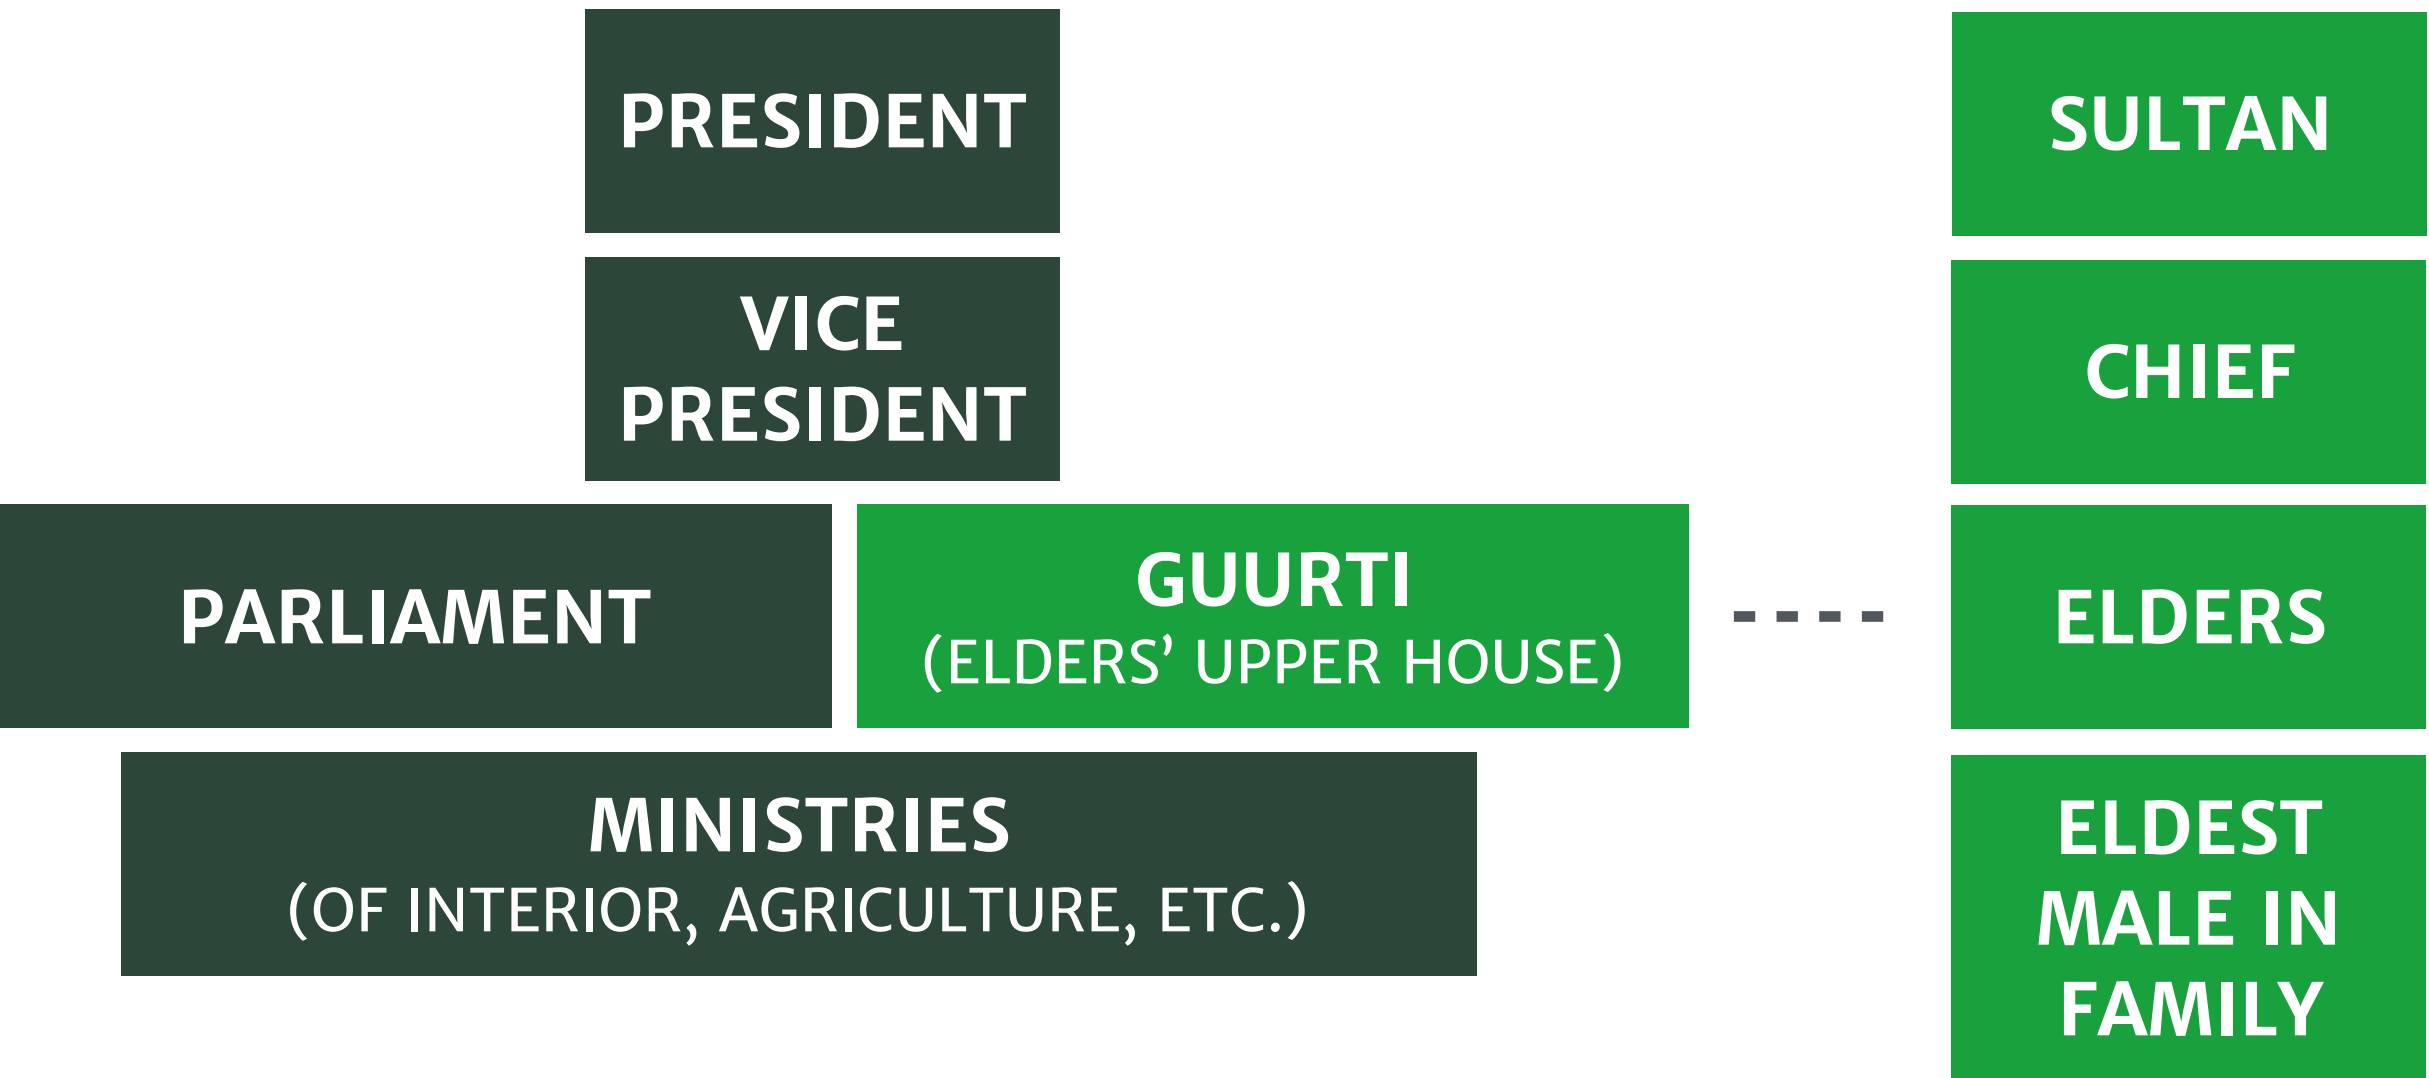 PRESIDENT
VICE
PRESIDENT
PARLIAMENT
GUURTI
(ELDERS’ UPPER HOUSE)
MINISTRIES
(OF INTERIOR, AGRICULTURE, ETC.)
SULTAN
CHIEF
ELDERS
ELDEST
MALE IN
FAMILY